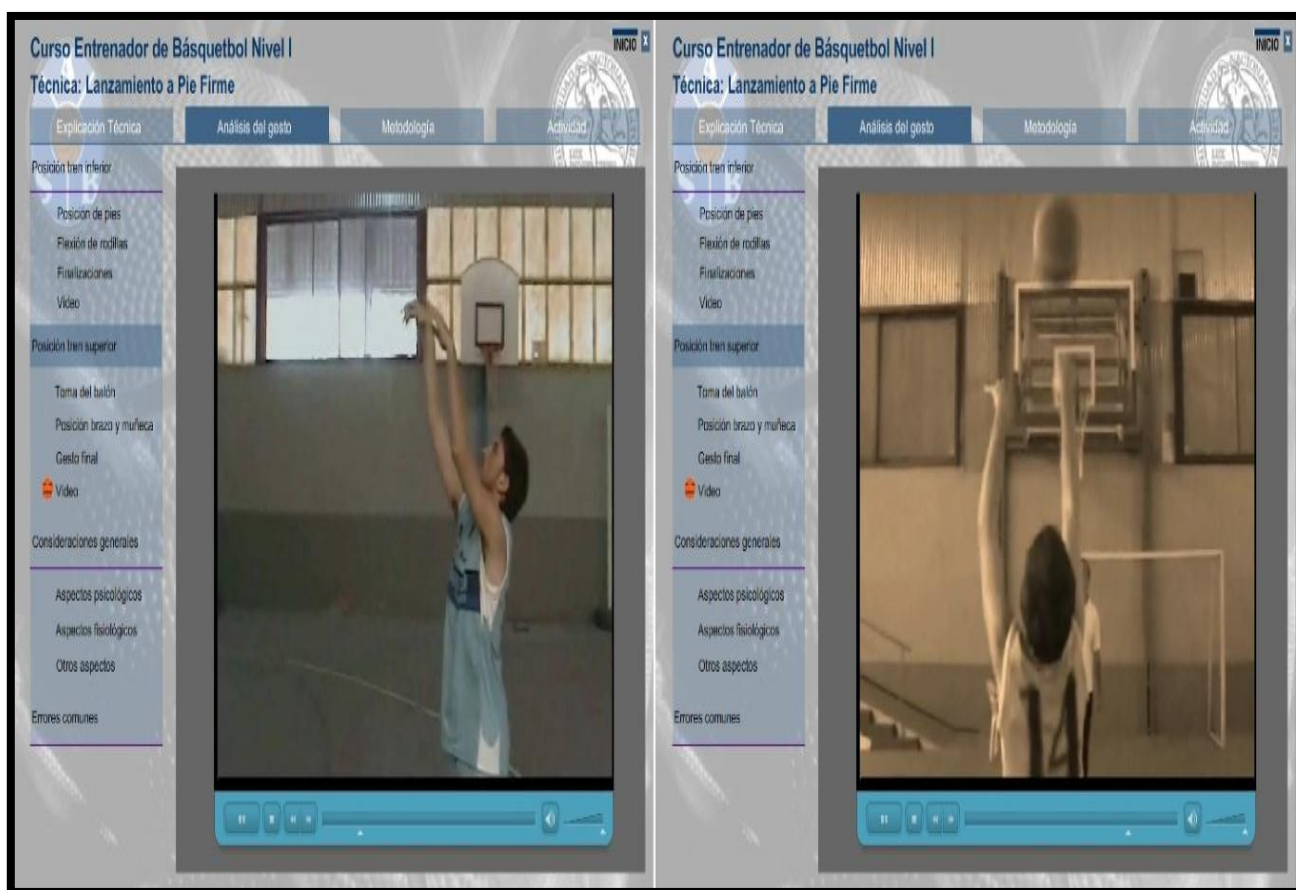 Curso Entrenador de Básquetbol Nivel I
INICIO x
Técnica: Lanzamiento a Pie Firme
Explicación Técnica
Análisis del gesto
Metodología
Actividad
Posición tren inferior
Posición de pies
Flexión de rodillas
Finalizaciones
Video
Posición tren superior
Toma del balón
Posición brazo y muñeca
Gesto final
Video
Consideraciones generales
Aspectos psicológicos
Aspectos fisiológicos
Otros aspectos
Errores comunes
Curso Entrenador de Básquetbol Nivel I
INICIO x
Técnica: Lanzamiento a Pie Firme
Explicación Técnica
Análisis del gesto
Metodología
Actividad
Posición tren inferior
Posición de pies
Flexión de rodillas
Finalizaciones
Video
Posición tren superior
Toma del balón
Posición brazo y muñeca
Gesto final
Video
Consideraciones generales
Aspectos psicológicos
Aspectos fisiológicos
Otros aspectos
Errores comunes